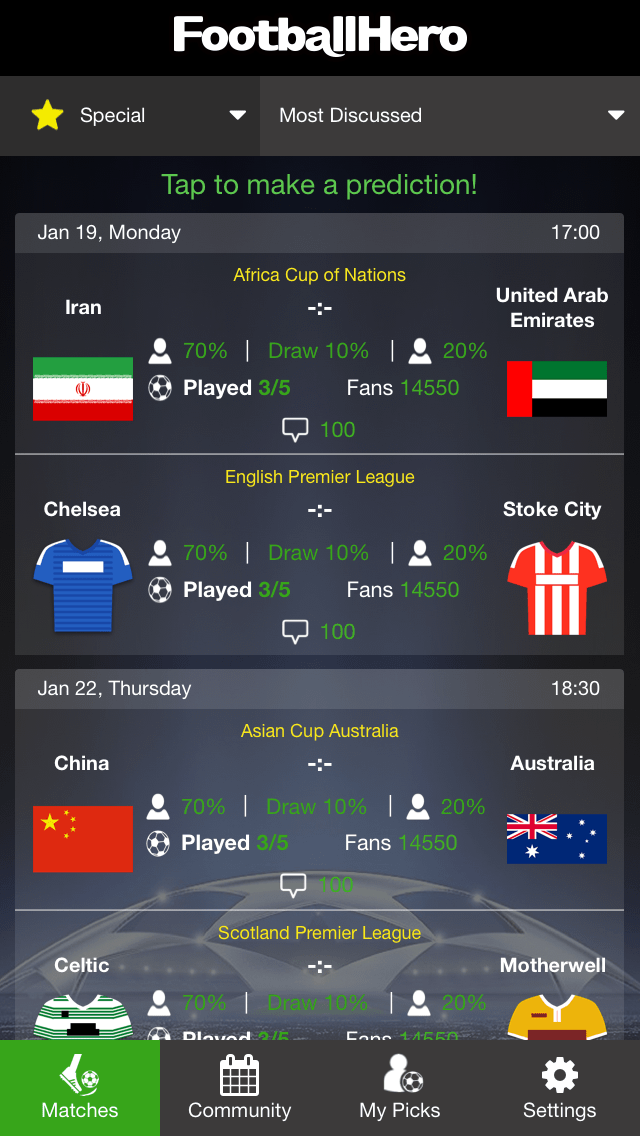 FootballHero
Special
Most Discussed
Tap to make a prediction!
Jan 19, Monday 17:00
Africa Cup of Nations
Iran -:- United Arab Emirates
70% | Draw 10% | 20%
Played 3/5 Fans 14550
100
English Premier League
Chelsea -:- Stoke City
70% | Draw 10% | 20%
Played 3/5 Fans 14550
100
Jan 22, Thursday 18:30
Asian Cup Australia
China -:- Australia
70% | Draw 10% | 20%
Played 3/5 Fans 14550
100
Scotland Premier League
Celtic -:- Motherwell
70% | Draw 10% | 20%
Played 3/5 Fans 14550
Matches Community My Picks Settings